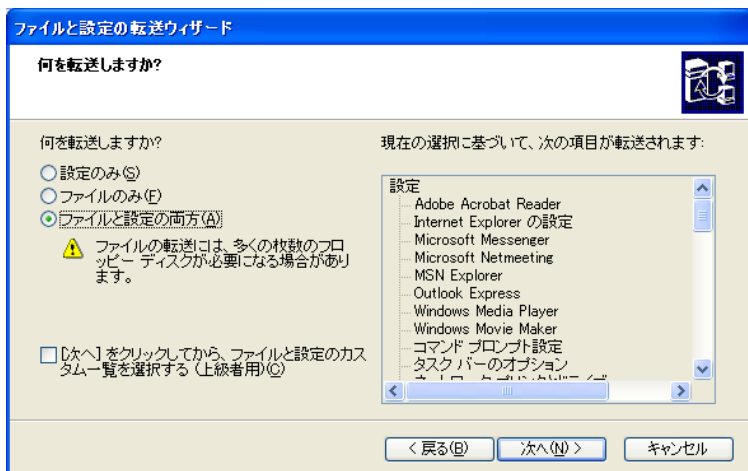 ファイルと設定の転送ウィザード
何を転送しますか?
何を転送しますか?
設定のみ(S)
ファイルのみ(F)
ファイルと設定の両方(A)
ファイルの転送には、多くの枚数のフロ
ッピー ディスクが必要になる場合があり
ます。
[次へ] をクリックしてから、ファイルと設定のカス
タム一覧を選択する (上級者用)(C)
現在の選択に基づいて、次の項目が転送されます:
設定
Adobe Acrobat Reader
Internet Explorer の設定
Microsoft Messenger
Microsoft Netmeeting
MSN Explorer
Outlook Express
Windows Media Player
Windows Movie Maker
コマンド プロンプト設定
タスク バーのオプション
< 戻る(B)
次へ(N) >
キャンセル